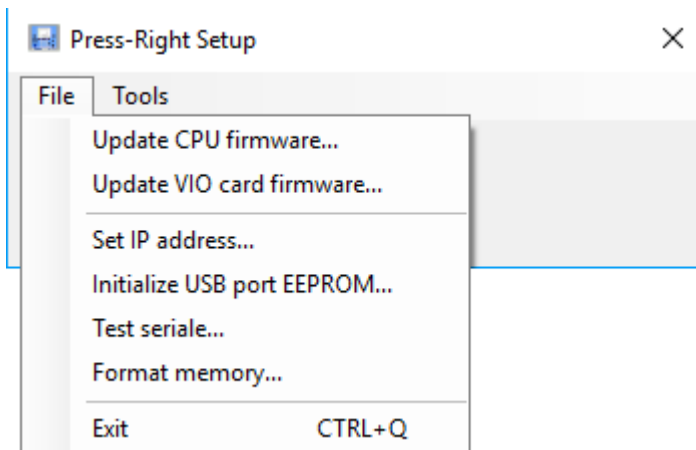 Press-Right Setup
File Tools
Update CPU firmware...
Update VIO card firmware...
Set IP address...
Initialize USB port EEPROM...
Test seriale...
Format memory...
Exit CTRL+Q